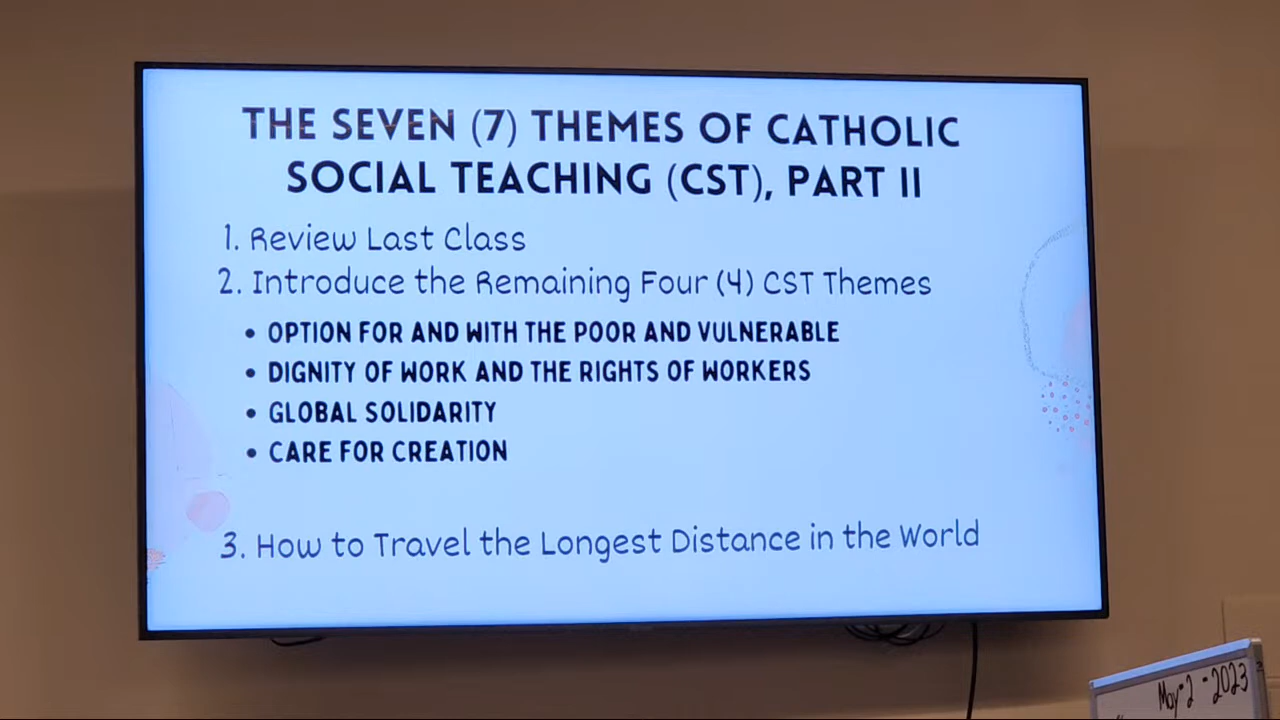 THE SEVEN (7) THEMES OF CATHOLIC
SOCIAL TEACHING (CST), PART II
1. Review Last Class
2. Introduce the Remaining Four (4) CST Themes
• OPTION FOR AND WITH THE POOR AND VULNERABLE
• DIGNITY OF WORK AND THE RIGHTS OF WORKERS
• GLOBAL SOLIDARITY
• CARE FOR CREATION
3. How to Travel the Longest Distance in the World
May-2-2023